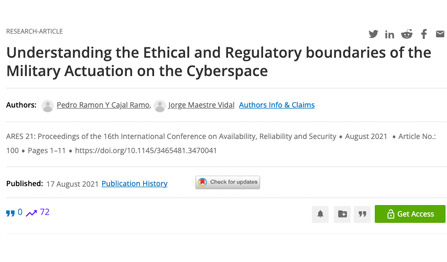 RESEARCH-ARTICLE
Understanding the Ethical and Regulatory boundaries of the
Military Actuation on the Cyberspace
Authors: Pedro Ramon Y Cajal Ramo, Jorge Maestre Vidal Authors Info & Claims
ARES 21: Proceedings of the 16th International Conference on Availability, Reliability and Security • August 2021 • Article No.:
100 • Pages 1–11 • https://doi.org/10.1145/3465481.3470041
Published: 17 August 2021 Publication History Check for updates
0 72 Get Access